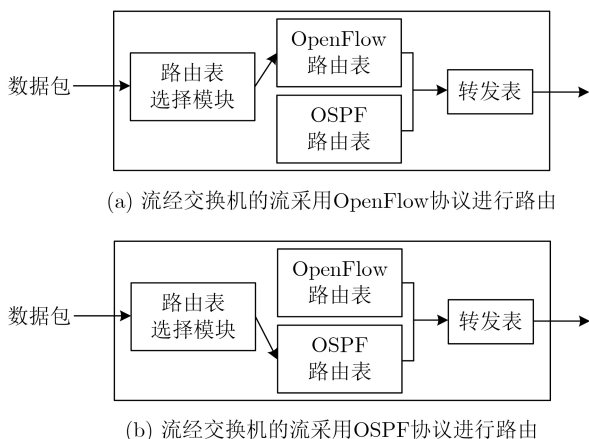 OpenFlow
路由表
数据包
路由表
选择模块
转发表
OSPF
路由表
(a) 流经交换机的流采用OpenFlow协议进行路由
OpenFlow
路由表
数据包
路由表
选择模块
转发表
OSPF
路由表
(b) 流经交换机的流采用OSPF协议进行路由